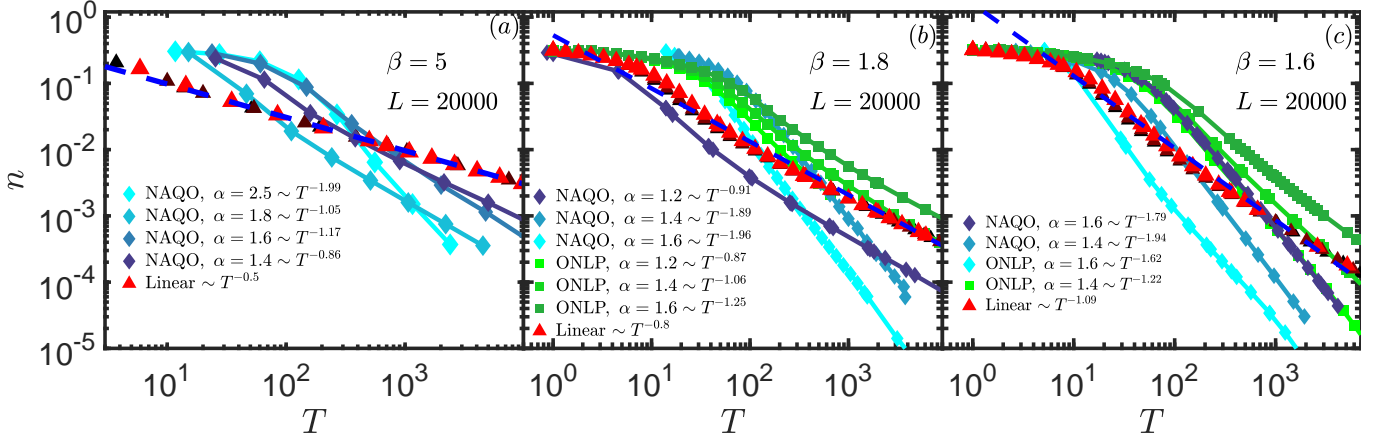 (a)
β = 5
L = 20000
NAQO, α = 2.5 ∼ T^{-1.99}
NAQO, α = 1.8 ∼ T^{-1.05}
NAQO, α = 1.6 ∼ T^{-1.17}
NAQO, α = 1.4 ∼ T^{-0.86}
Linear ∼ T^{-0.5}
n
10^0
10^{-1}
10^{-2}
10^{-3}
10^{-4}
10^{-5}
10^1 10^2 10^3
T
(b)
β = 1.8
L = 20000
NAQO, α = 1.2 ∼ T^{-0.91}
NAQO, α = 1.4 ∼ T^{-1.89}
NAQO, α = 1.6 ∼ T^{-1.96}
ONLP, α = 1.2 ∼ T^{-0.87}
ONLP, α = 1.4 ∼ T^{-1.06}
ONLP, α = 1.6 ∼ T^{-1.25}
Linear ∼ T^{-0.8}
10^0 10^1 10^2 10^3
T
(c)
β = 1.6
L = 20000
NAQO, α = 1.6 ∼ T^{-1.79}
NAQO, α = 1.4 ∼ T^{-1.94}
ONLP, α = 1.6 ∼ T^{-1.62}
ONLP, α = 1.4 ∼ T^{-1.22}
Linear ∼ T^{-1.09}
10^0 10^1 10^2 10^3
T